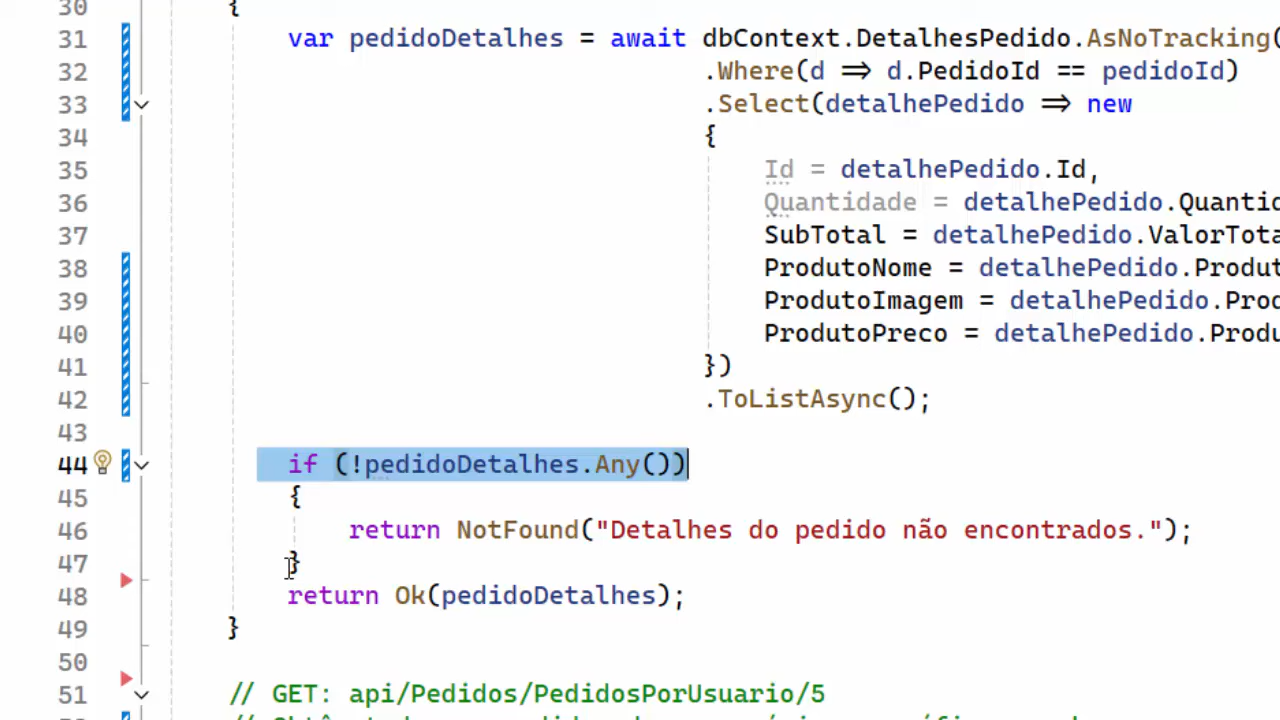 30 {
31 var pedidoDetalhes = await dbContext.DetalhesPedido.AsNoTracking(
32 .Where(d => d.PedidoId == pedidoId)
33 .Select(detalhePedido => new
34 {
35 Id = detalhePedido.Id,
36 Quantidade = detalhePedido.Quantid
37 SubTotal = detalhePedido.ValorTota
38 ProdutoNome = detalhePedido.Produt
39 ProdutoImagem = detalhePedido.Prod
40 ProdutoPreco = detalhePedido.Produ
41 })
42 .ToListAsync();
43
44 if (!pedidoDetalhes.Any())
45 {
46 return NotFound("Detalhes do pedido não encontrados.");
47 }
48 return Ok(pedidoDetalhes);
49 }
50
51 // GET: api/Pedidos/PedidosPorUsuario/5